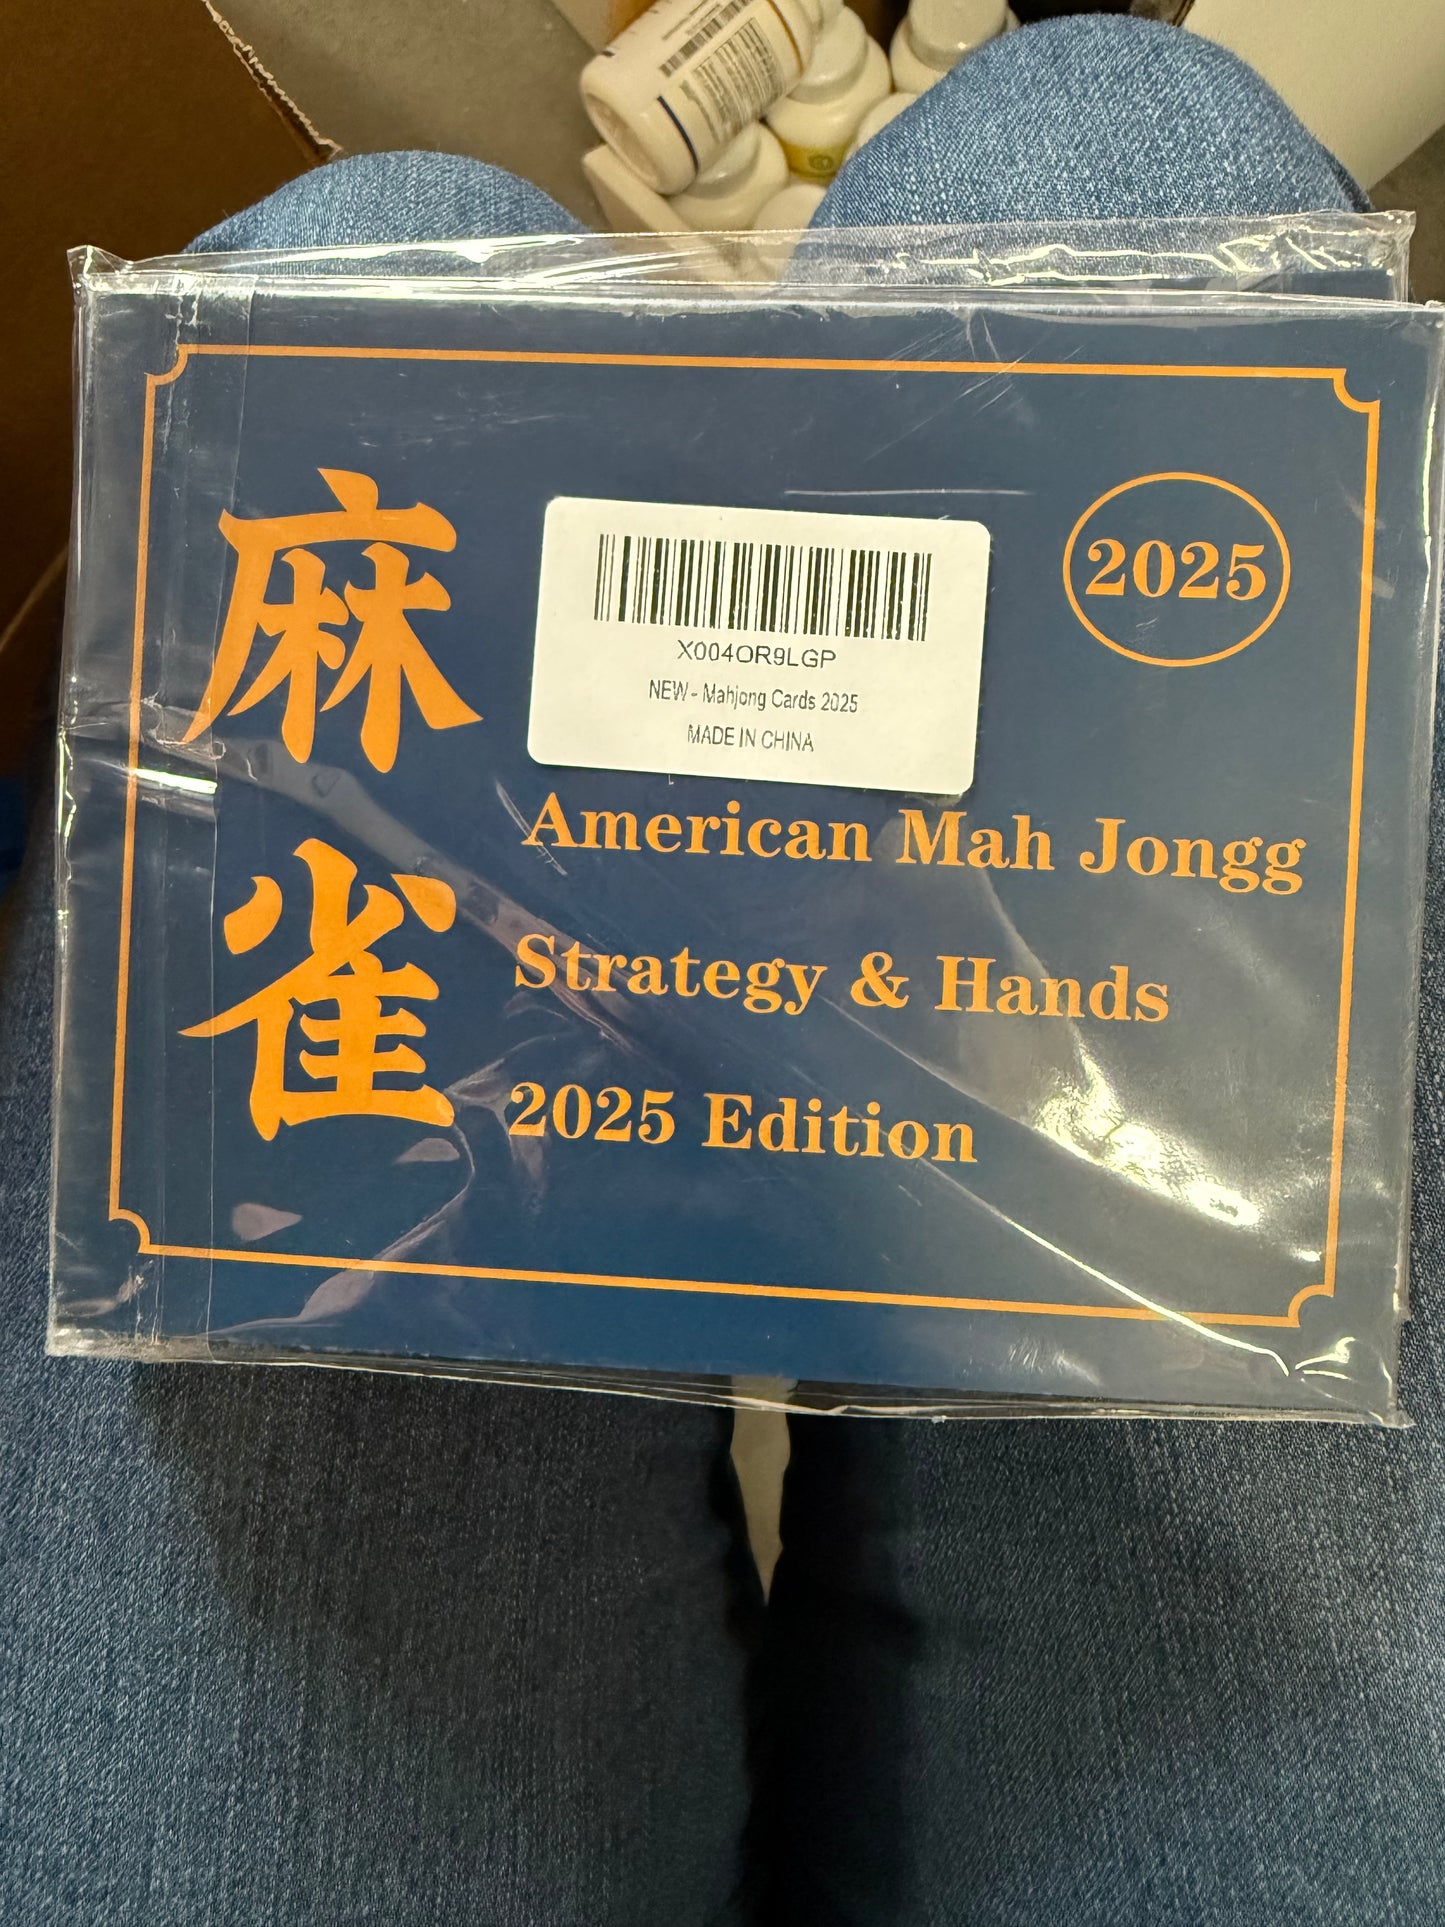 麻雀
2025
X004OR9LGP
NEW - Mahjong Cards 2025
MADE IN CHINA
American Mah Jongg
Strategy & Hands
2025 Edition